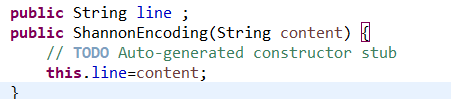 public String line ;
public ShannonEncoding(String content) {
// TODO Auto-generated constructor stub
this.line=content;
}